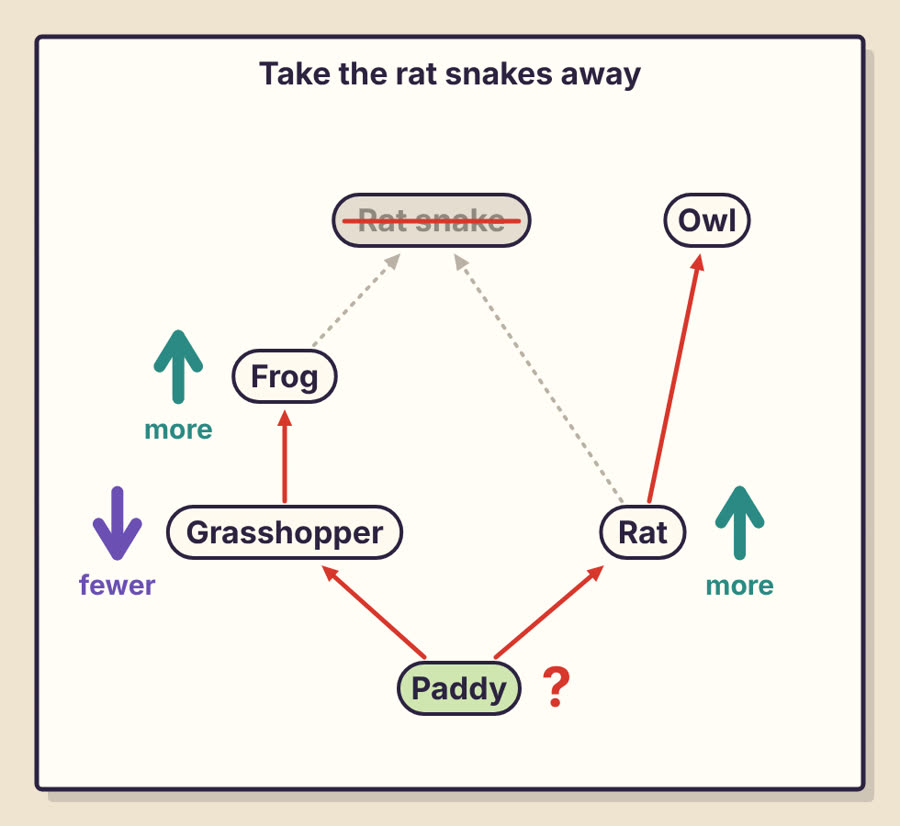 Take the rat snakes away
Rat snake
Owl
Frog
more
Grasshopper
Rat
fewer
more
Paddy
?